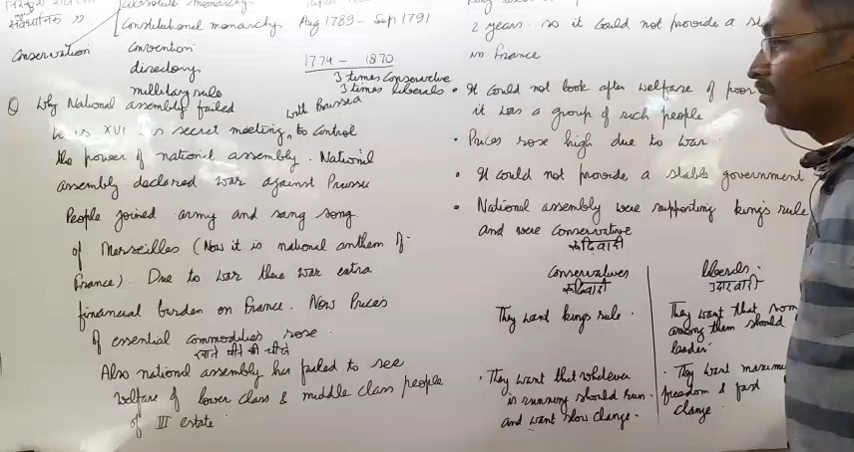 absolute monarchy
संवैधानिक "
Constitutional monarchy Aug 1789 - Sep 1791
Conservation
Convention
directory
1774 - 1870
millitary rule
3 times Conservative
3 times liberals
Q Why National assembly failed
with Prussia
XVI secret meeting to control
the power of national assembly. National
assembly declared war against Prussia
People joined army and sang song
of Merseilles (Now it is national anthem of
France). Due to war there was extra
financial burden on France. Now Prices
of essential commodities rose.
खाने पीने की चीजें
Also national assembly has failed to see
Welfare of lower class & middle class people
of III estate
2 years. so it could not provide a
in France
• It could not look after welfare of poor
it was a group of rich people
• Prices rose high due to war.
• It could not provide a stable government
• National assembly were supporting king's rule
and were Conservative
रूढ़िवादी
Conservatives
रूढ़िवादी
They want kings rule.
• They want that whatever
is running should run.
and want slow change.
liberals.
उदारवादी
They want that
among them should
leader
• They want
freedom & fast
change